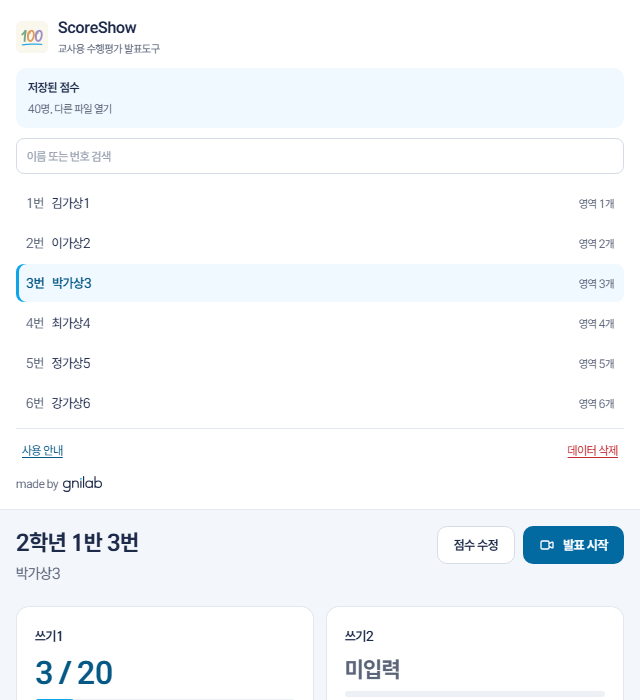 100
ScoreShow
교사용 수행평가 발표도구
저장된 점수
40명, 다른 파일 열기
이름 또는 번호 검색
1번 김가상1 영역 1개
2번 이가상2 영역 2개
3번 박가상3 영역 3개
4번 최가상4 영역 4개
5번 정가상5 영역 5개
6번 강가상6 영역 6개
사용 안내 데이터 삭제
made by gnilab
2학년 1반 3번
박가상3
점수 수정 발표 시작
쓰기1 쓰기2
3 / 20 미입력